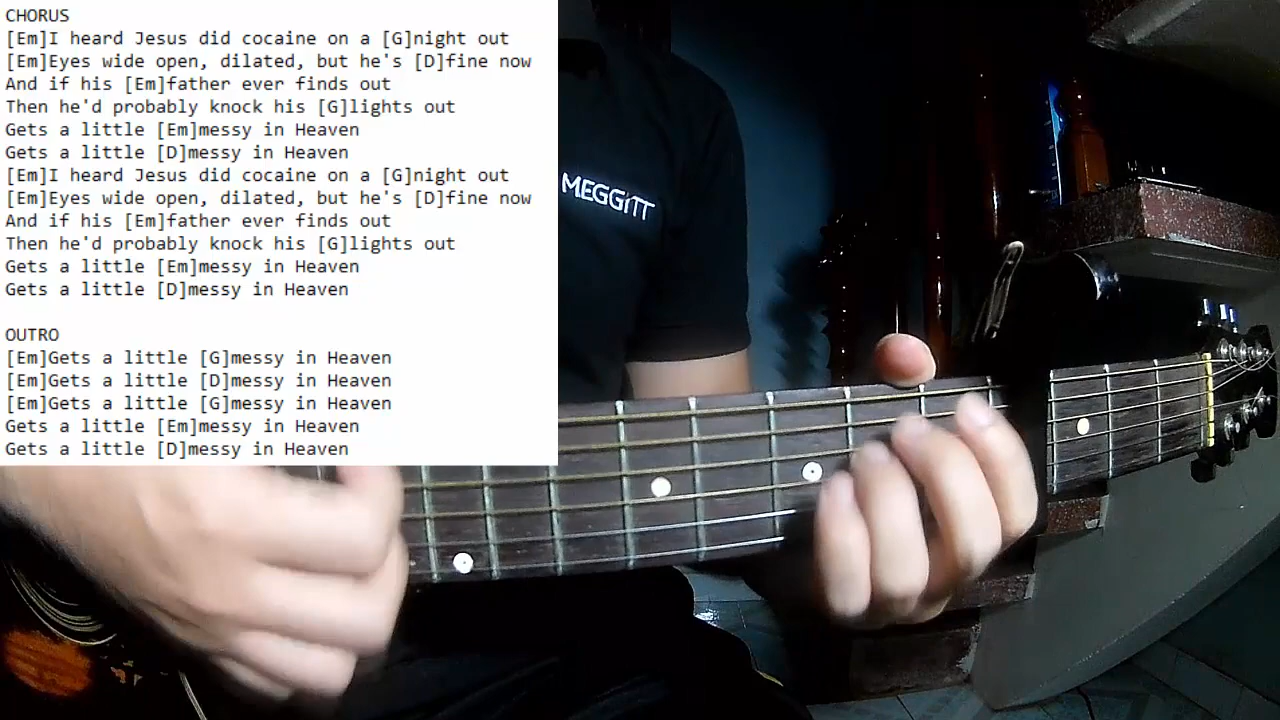 CHORUS
[Em]I heard Jesus did cocaine on a [G]night out
[Em]Eyes wide open, dilated, but he's [D]fine now
And if his [Em]father ever finds out
Then he'd probably knock his [G]lights out
Gets a little [Em]messy in Heaven
Gets a little [D]messy in Heaven
[Em]I heard Jesus did cocaine on a [G]night out
[Em]Eyes wide open, dilated, but he's [D]fine now
And if his [Em]father ever finds out
Then he'd probably knock his [G]lights out
Gets a little [Em]messy in Heaven
Gets a little [D]messy in Heaven
OUTRO
[Em]Gets a little [G]messy in Heaven
[Em]Gets a little [D]messy in Heaven
[Em]Gets a little [G]messy in Heaven
Gets a little [Em]messy in Heaven
Gets a little [D]messy in Heaven
MEGGiTT